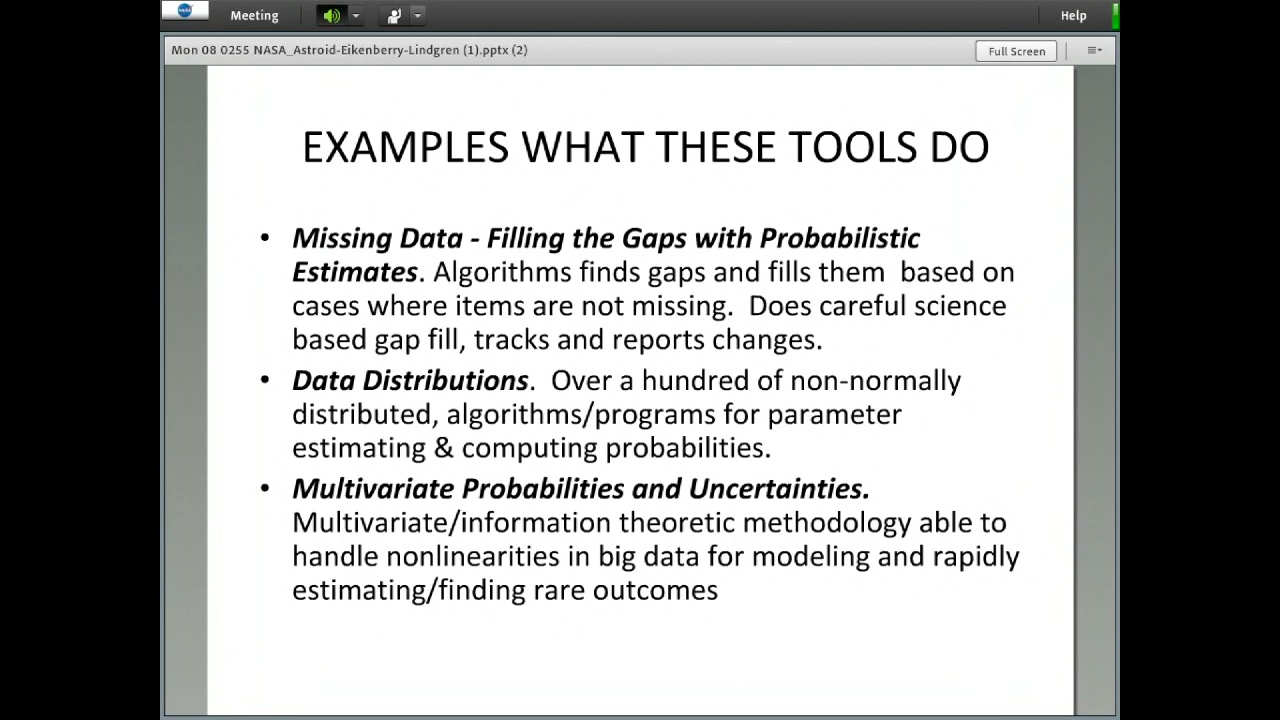 Meeting
Help
Mon 08 0255 NASA_Astroid-Eikenberry-Lindgren (1).pptx (2)
Full Screen
EXAMPLES WHAT THESE TOOLS DO
• Missing Data - Filling the Gaps with Probabilistic
Estimates. Algorithms finds gaps and fills them  based on
cases where items are not missing.  Does careful science
based gap fill, tracks and reports changes.
• Data Distributions.  Over a hundred of non-normally
distributed, algorithms/programs for parameter
estimating & computing probabilities.
• Multivariate Probabilities and Uncertainties.
Multivariate/information theoretic methodology able to
handle nonlinearities in big data for modeling and rapidly
estimating/finding rare outcomes